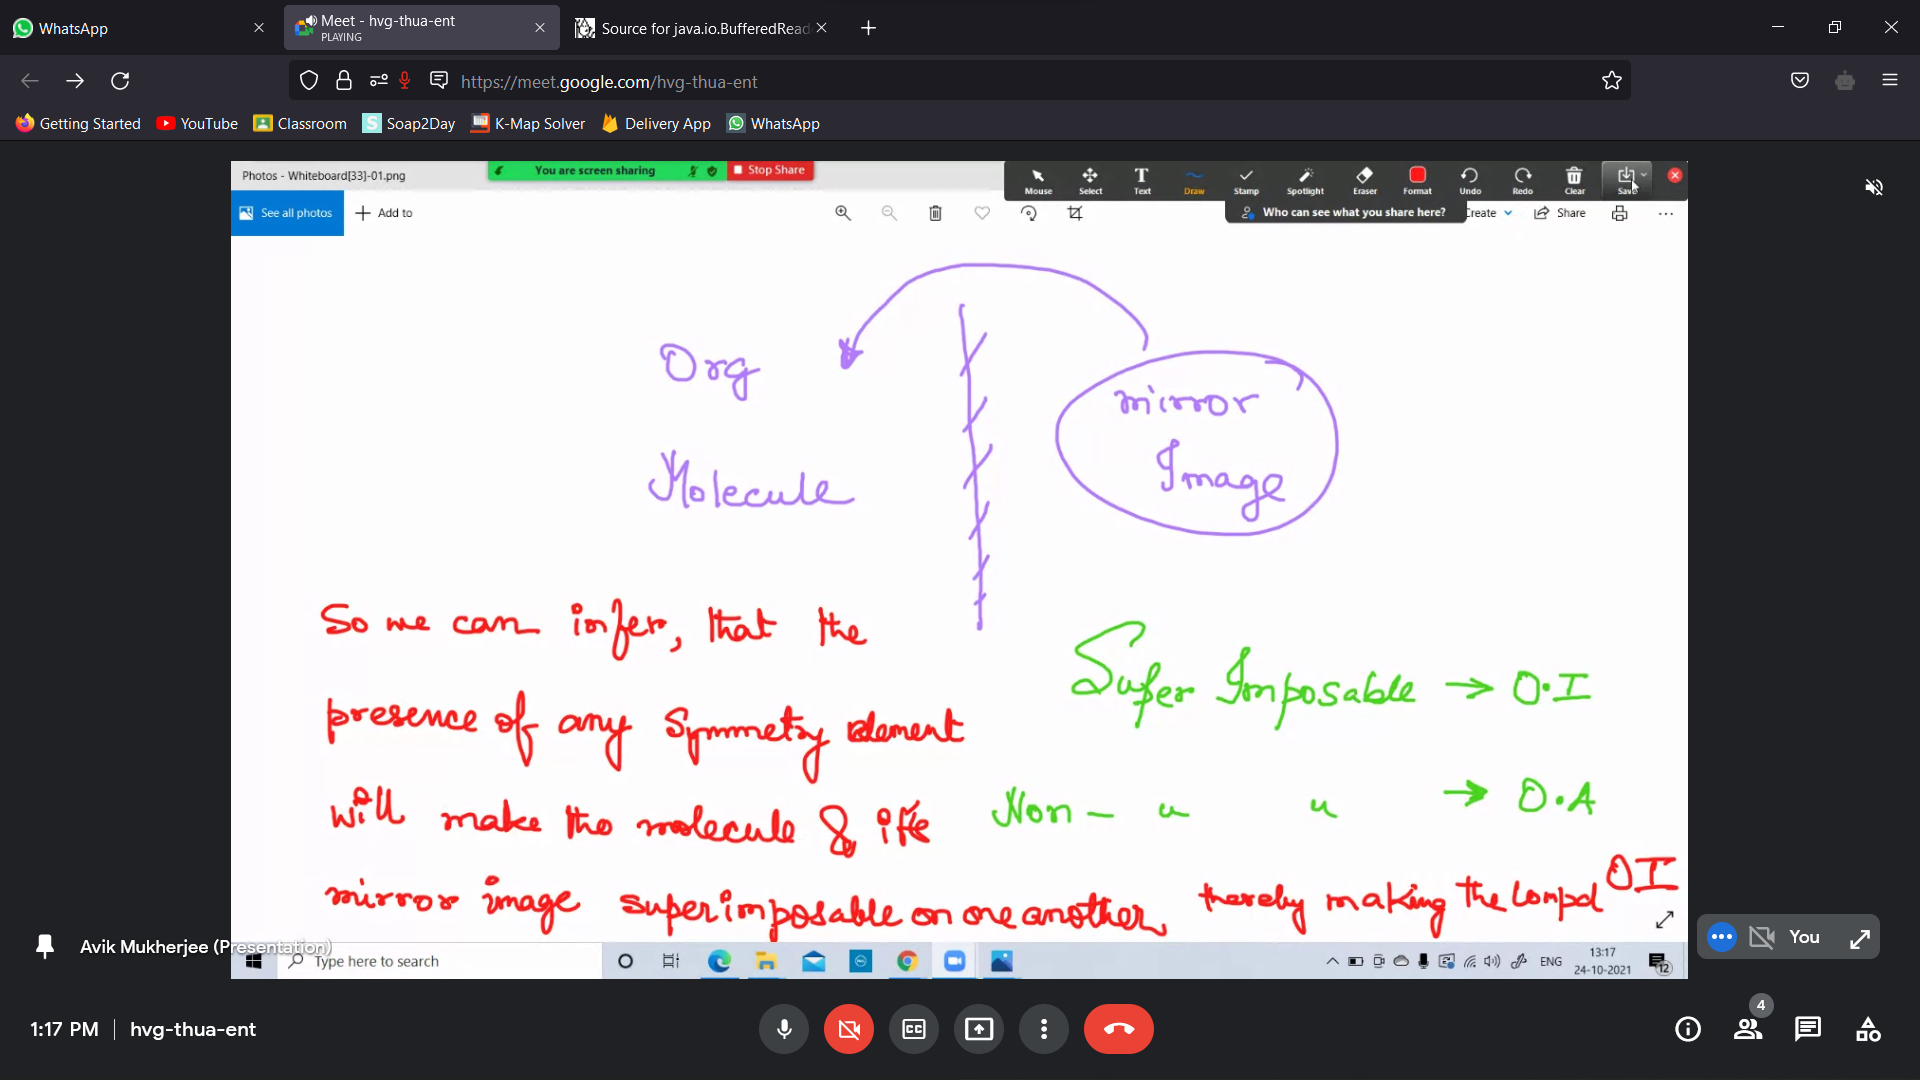 WhatsApp
Meet - hvg-thua-ent
PLAYING
Source for java.io.BufferedRead
https://meet.google.com/hvg-thua-ent
Getting Started YouTube Classroom Soap2Day K-Map Solver Delivery App WhatsApp
Photos - Whiteboard[33]-01.png
You are screen sharing Stop Share
Mouse Select Text Draw Stamp Spotlight Eraser Format Undo Redo Clear Save
See all photos Add to
Who can see what you share here? Create Share
Org
Molecule
mirror
Image
So we can infer, that the
presence of any Symmetry element
will make the molecule & its
mirror image superimposable on one another, thereby making the Compd OI
Super Imposable → O.I
Non - " " → O.A
Avik Mukherjee (Presentation)
You
Type here to search
ENG
13:17
24-10-2021
12
1:17 PM hvg-thua-ent
CC
4